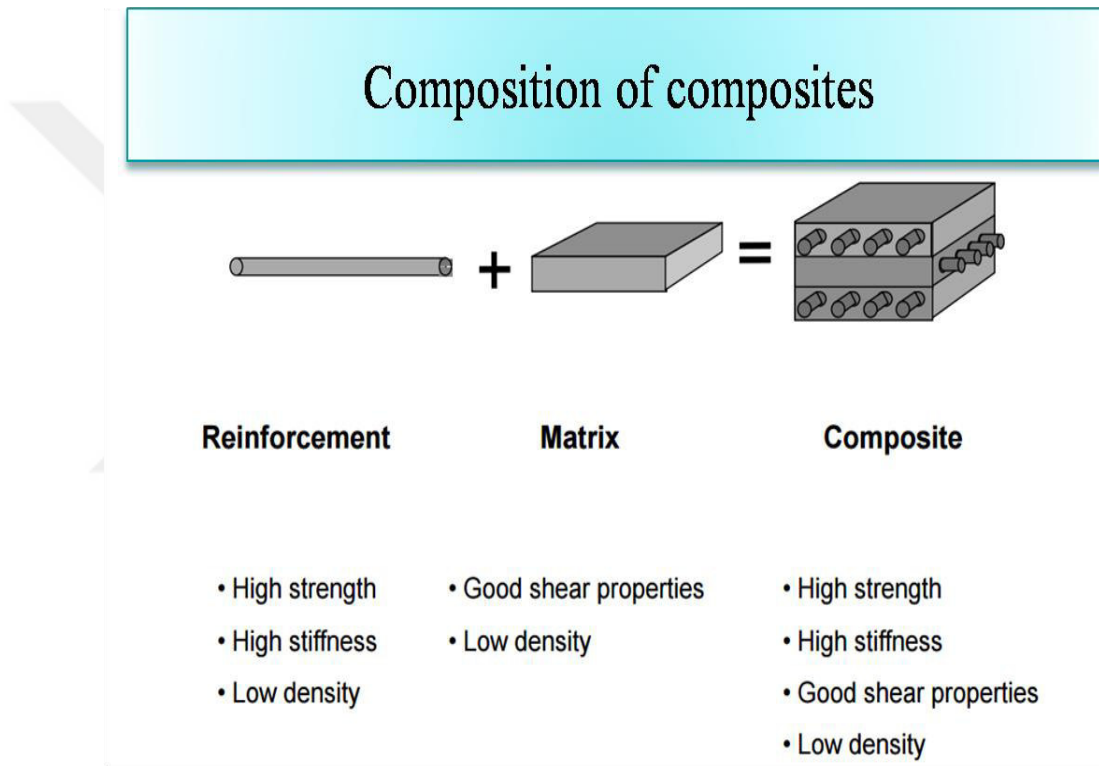 Composition of composites
+ =
Reinforcement Matrix Composite
• High strength • Good shear properties • High strength
• High stiffness • Low density • High stiffness
• Low density • Good shear properties
• Low density